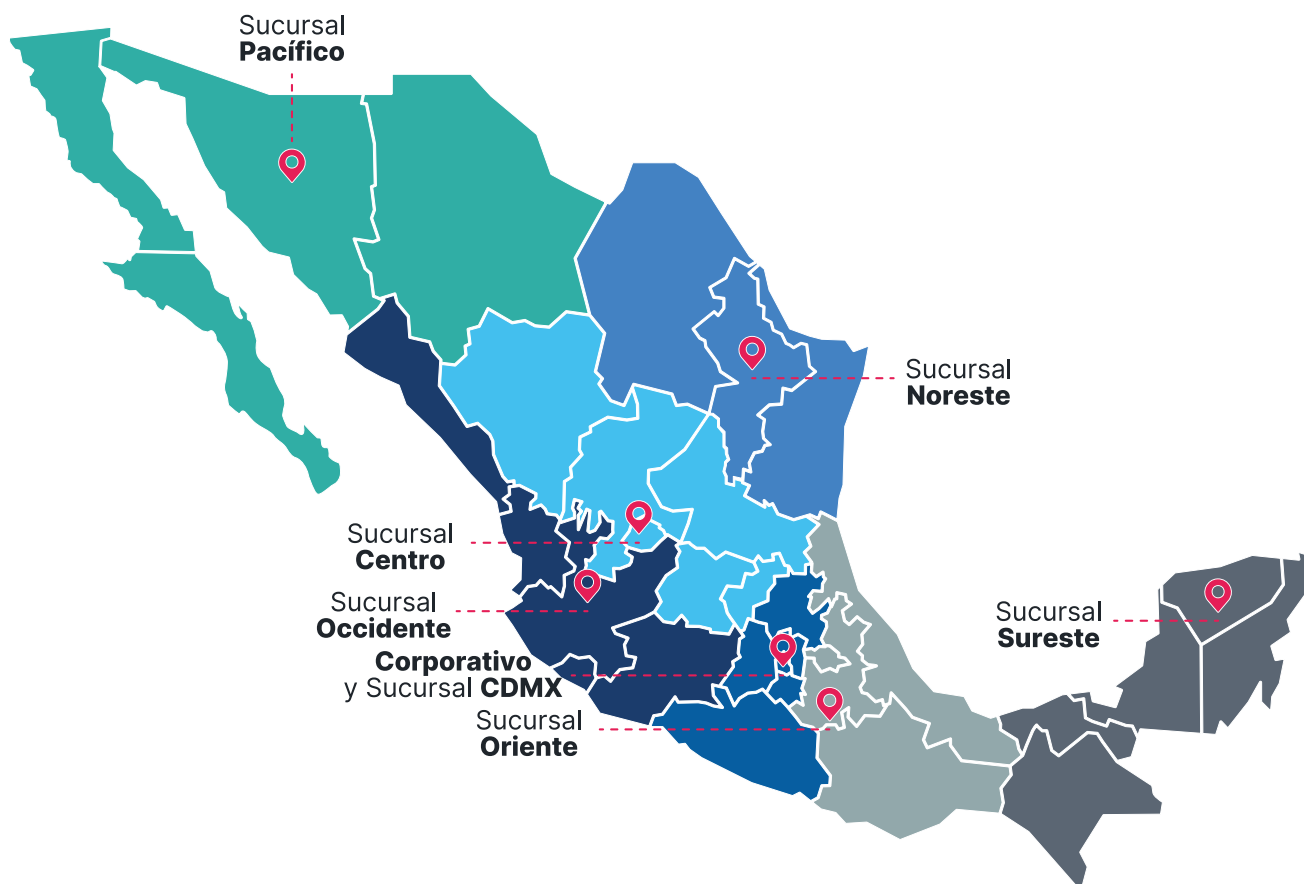 Sucursal
Pacífico
Sucursal
Noreste
Sucursal
Centro
Sucursal
Occidente
Sucursal
Sureste
Corporativo
y Sucursal CDMX
Sucursal
Oriente